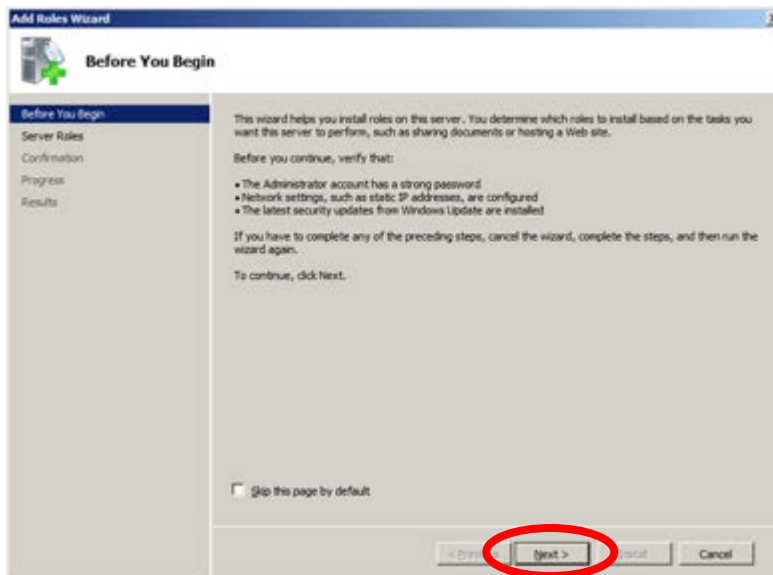 Add Roles Wizard
Before You Begin
Before You Begin
Server Roles
Confirmation
Progress
Results
This wizard helps you install roles on this server. You determine which roles to install based on the tasks you
want this server to perform, such as sharing documents or hosting a Web site.
Before you continue, verify that:
• The Administrator account has a strong password
• Network settings, such as static IP addresses, are configured
• The latest security updates from Windows Update are installed
If you have to complete any of the preceding steps, cancel the wizard, complete the steps, and then run the
wizard again.
To continue, click Next.
Skip this page by default
Next >
Cancel